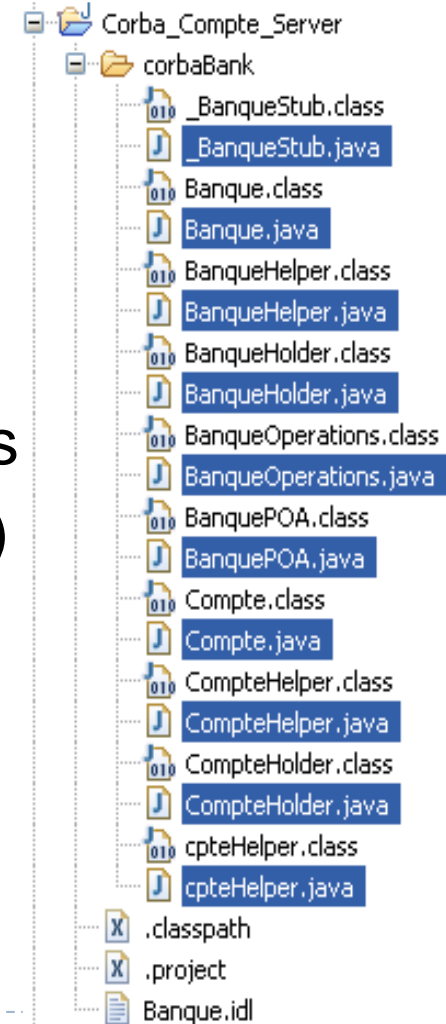 Corba_Compte_Server
corbaBank
_BanqueStub.class
_BanqueStub.java
Banque.class
Banque.java
BanqueHelper.class
BanqueHelper.java
BanqueHolder.class
BanqueHolder.java
s
BanqueOperations.class
BanqueOperations.java
)
BanquePOA.class
BanquePOA.java
Compte.class
Compte.java
CompteHelper.class
CompteHelper.java
CompteHolder.class
CompteHolder.java
cpteHelper.class
cpteHelper.java
.classpath
.project
Banque.idl